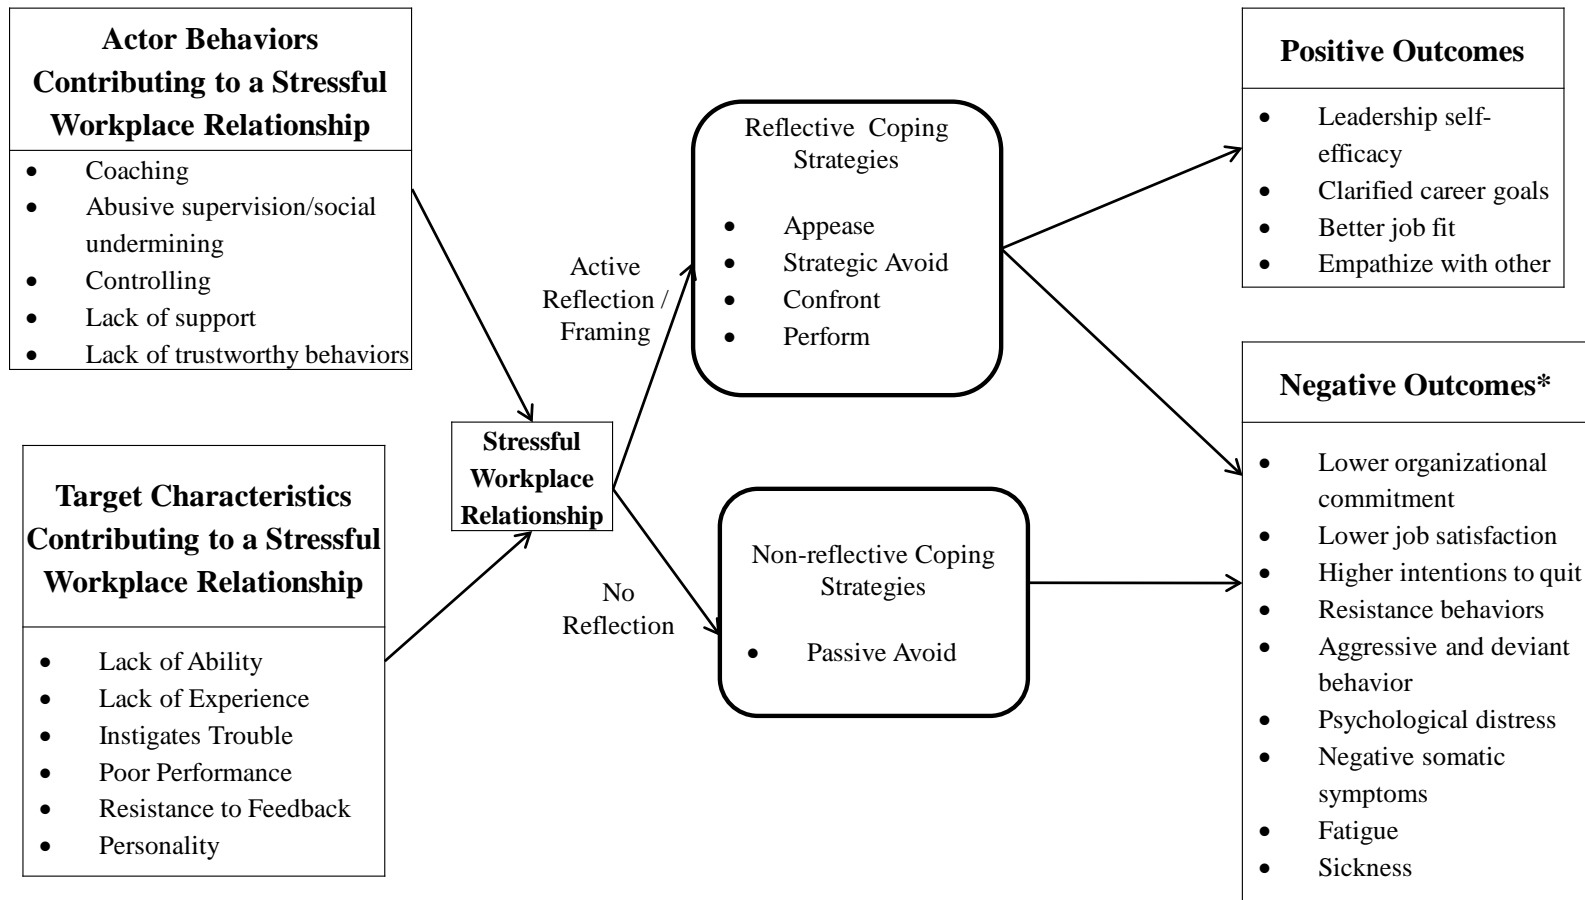 Actor Behaviors
Contributing to a Stressful
Workplace Relationship
• Coaching
• Abusive supervision/social
undermining
• Controlling
• Lack of support
• Lack of trustworthy behaviors
Target Characteristics
Contributing to a Stressful
Workplace Relationship
• Lack of Ability
• Lack of Experience
• Instigates Trouble
• Poor Performance
• Resistance to Feedback
• Personality
Stressful
Workplace
Relationship
Active
Reflection /
Framing
No
Reflection
Reflective Coping
Strategies
• Appease
• Strategic Avoid
• Confront
• Perform
Non-reflective Coping
Strategies
• Passive Avoid
Positive Outcomes
• Leadership self-
efficacy
• Clarified career goals
• Better job fit
• Empathize with other
Negative Outcomes*
• Lower organizational
commitment
• Lower job satisfaction
• Higher intentions to quit
• Resistance behaviors
• Aggressive and deviant
behavior
• Psychological distress
• Negative somatic
symptoms
• Fatigue
• Sickness